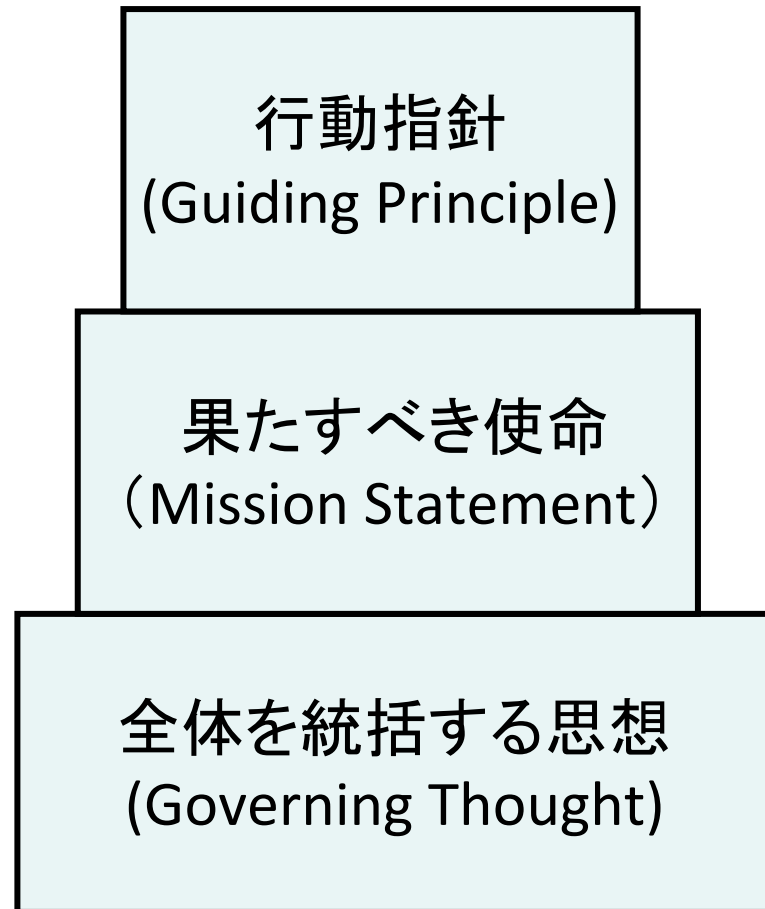 行動指針
(Guiding Principle)
果たすべき使命
（Mission Statement）
全体を統括する思想
(Governing Thought)